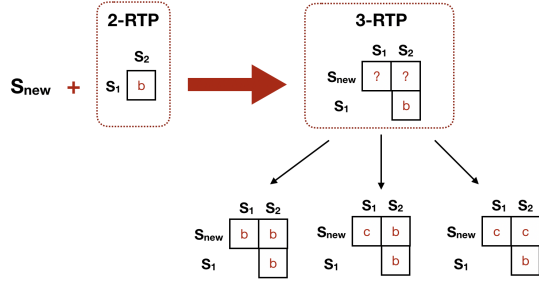 2-RTP
S2
S1 b
Snew +
3-RTP
S1 S2
Snew ? ?
S1 b
S1 S2
Snew b b
S1 b
S1 S2
Snew c b
S1 b
S1 S2
Snew c c
S1 b